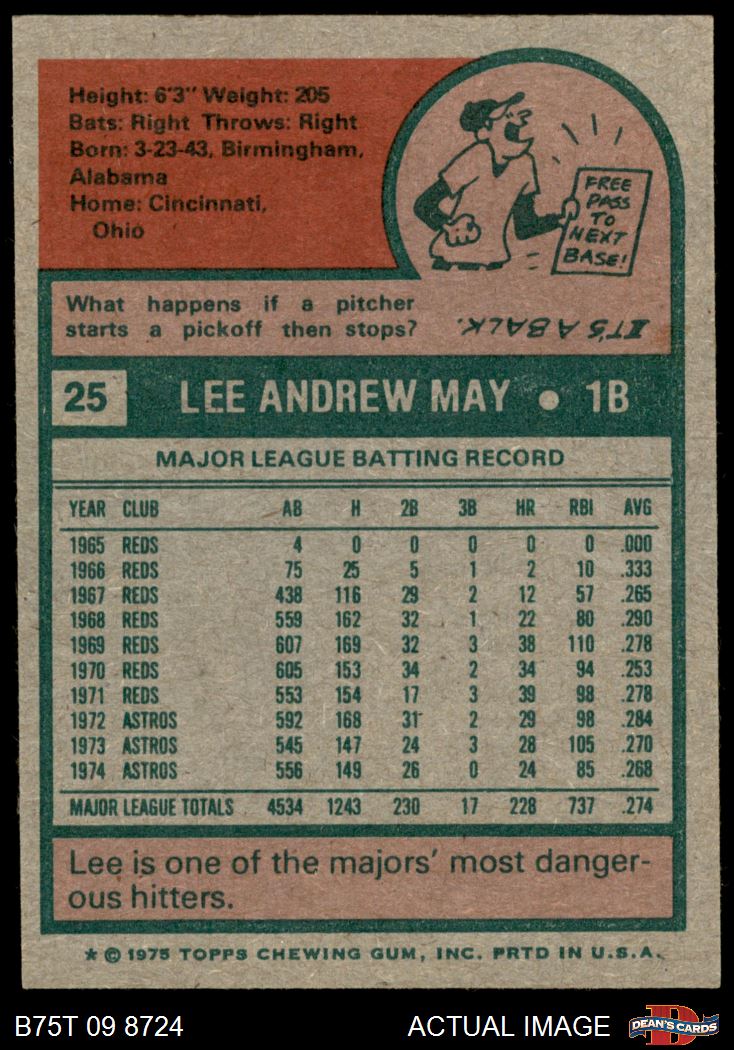 Height: 6'3" Weight: 205
Bats: Right Throws: Right
Born: 3-23-43, Birmingham,
Alabama
Home: Cincinnati,
Ohio
FREE
PASS
TO
NEXT
BASE!
What happens if a pitcher
starts a pickoff then stops?
IT'S A BALK.
25 LEE ANDREW MAY • 1B
MAJOR LEAGUE BATTING RECORD
YEAR CLUB AB H 2B 3B HR RBI AVG
1965 REDS 4 0 0 0 0 0 .000
1966 REDS 75 25 5 1 2 10 .333
1967 REDS 438 116 29 2 12 57 .265
1968 REDS 559 162 32 1 22 80 .290
1969 REDS 607 169 32 3 38 110 .278
1970 REDS 605 153 34 2 34 94 .253
1971 REDS 553 154 17 3 39 98 .278
1972 ASTROS 592 168 31 2 29 98 .284
1973 ASTROS 545 147 24 3 28 105 .270
1974 ASTROS 556 149 26 0 24 85 .268
MAJOR LEAGUE TOTALS 4534 1243 230 17 228 737 .274
Lee is one of the majors' most danger-
ous hitters.
* © 1975 TOPPS CHEWING GUM, INC. PRTD IN U.S.A.
B75T 09 8724 ACTUAL IMAGE
DEAN'S CARDS